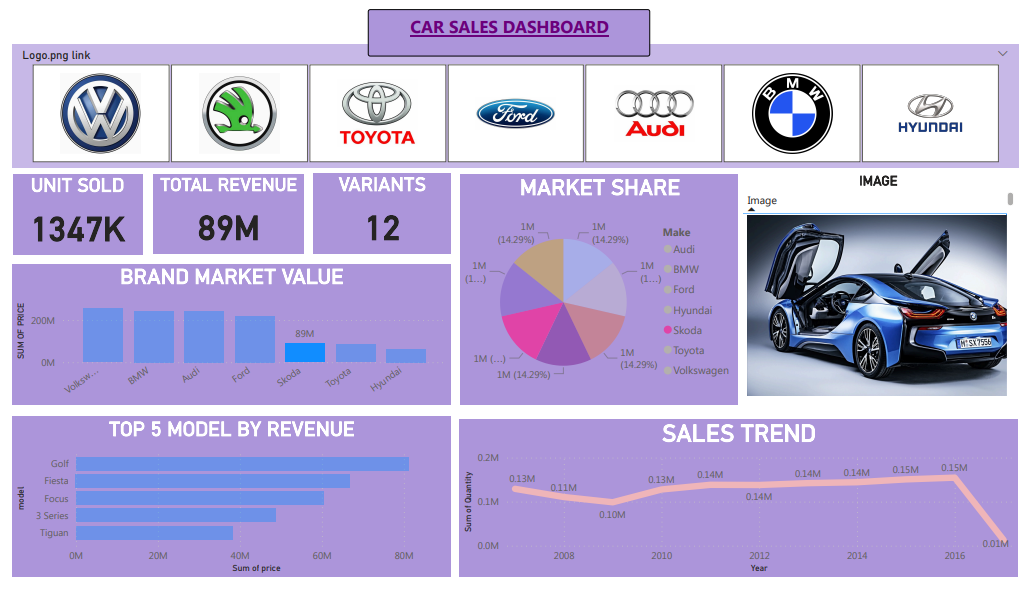 CAR SALES DASHBOARD
Logo.png link
TOYOTA
Ford
Audi
BMW
HYUNDAI
UNIT SOLD
1347K
TOTAL REVENUE
89M
VARIANTS
12
BRAND MARKET VALUE
SUM OF PRICE
200M
0M
89M
Volksw...
BMW
Audi
Ford
Skoda
Toyota
Hyundai
MARKET SHARE
1M
(14.29%)
1M
(14.29%)
1M
(1...)
1M
(1...)
1M (...)
1M
(14.29%)
1M (14.29%)
Make
Audi
BMW
Ford
Hyundai
Skoda
Toyota
Volkswagen
IMAGE
Image
M·SX7556
TOP 5 MODEL BY REVENUE
model
Golf
Fiesta
Focus
3 Series
Tiguan
0M 20M 40M 60M 80M
Sum of price
SALES TREND
Sum of Quantity
0.2M
0.1M
0.0M
0.13M
0.11M
0.10M
0.13M
0.14M
0.14M
0.14M
0.14M
0.15M
0.15M
0.01M
2008 2010 2012 2014 2016
Year